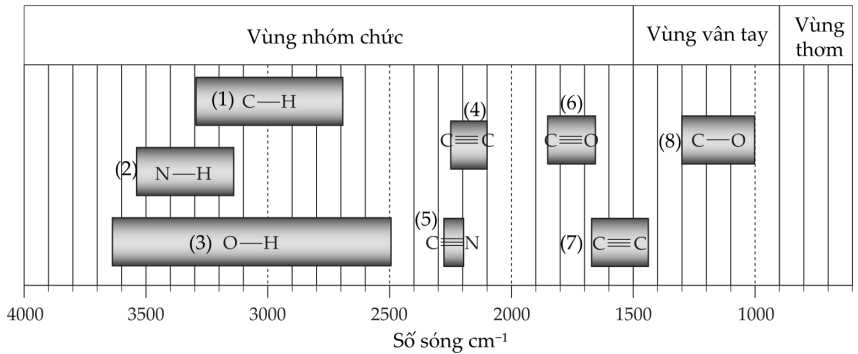 Vùng nhóm chức
Vùng vân tay
Vùng thơm
(1) C—H
(2) N—H
(3) O—H
(4) C≡C
(5) C≡N
(6) C≡O
(7) C≡C
(8) C—O
4000 3500 3000 2500 2000 1500 1000
Số sóng cm⁻¹